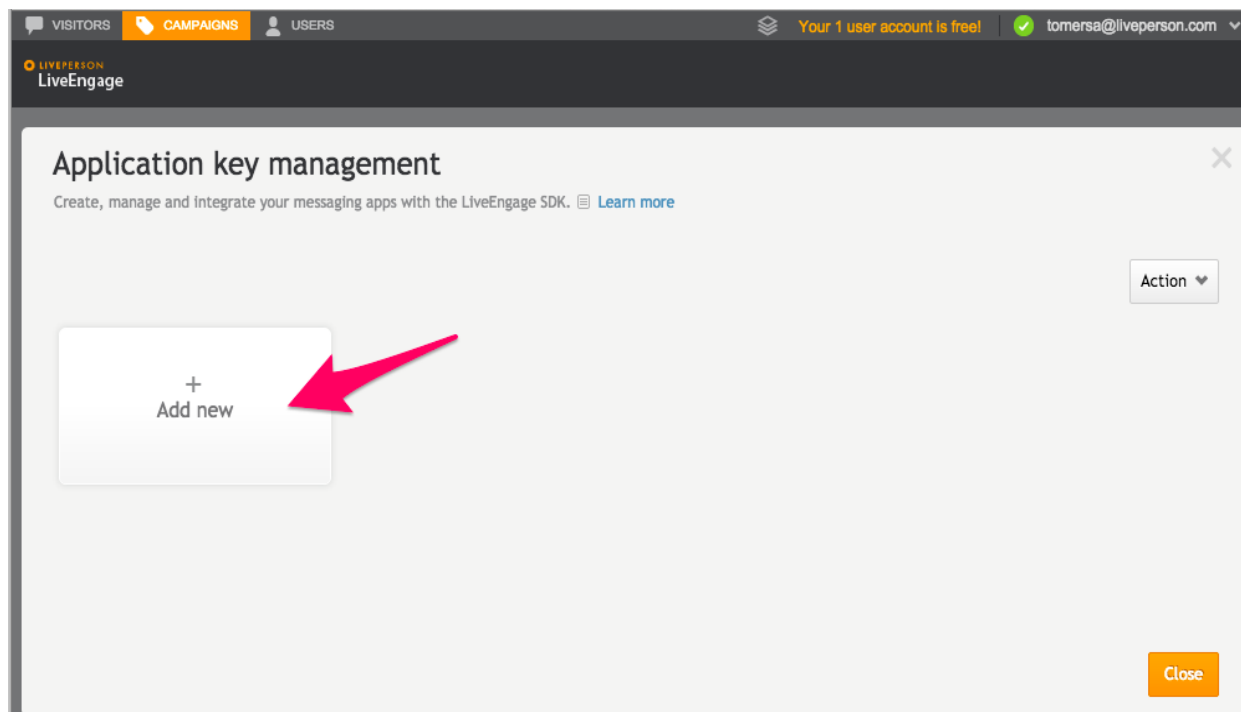 VISITORS CAMPAIGNS USERS Your 1 user account is free! tomersa@liveperson.com
LIVEPERSON
LiveEngage
Application key management
Create, manage and integrate your messaging apps with the LiveEngage SDK. Learn more
Action
+
Add new
Close